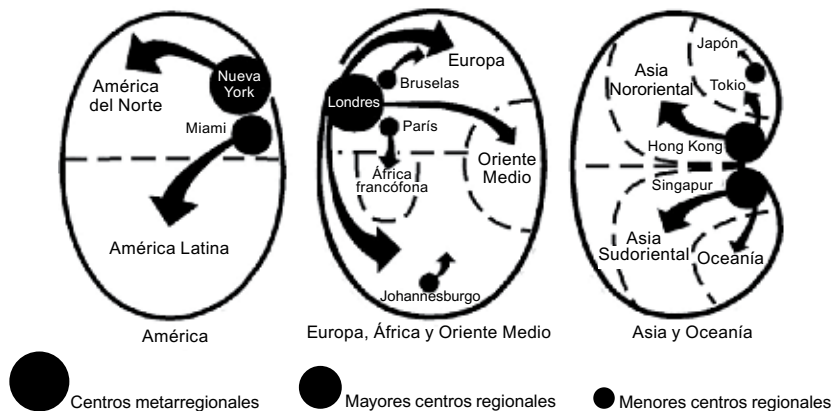 América
del Norte
Nueva
York
Miami
América Latina
América
Europa
Bruselas
Londres
París
África
francófona
Oriente
Medio
Johannesburgo
Europa, África y Oriente Medio
Japón
Asia
Nororiental
Tokio
Hong Kong
Singapur
Asia
Sudoriental
Oceanía
Asia y Oceanía
Centros metarregionales
Mayores centros regionales
Menores centros regionales